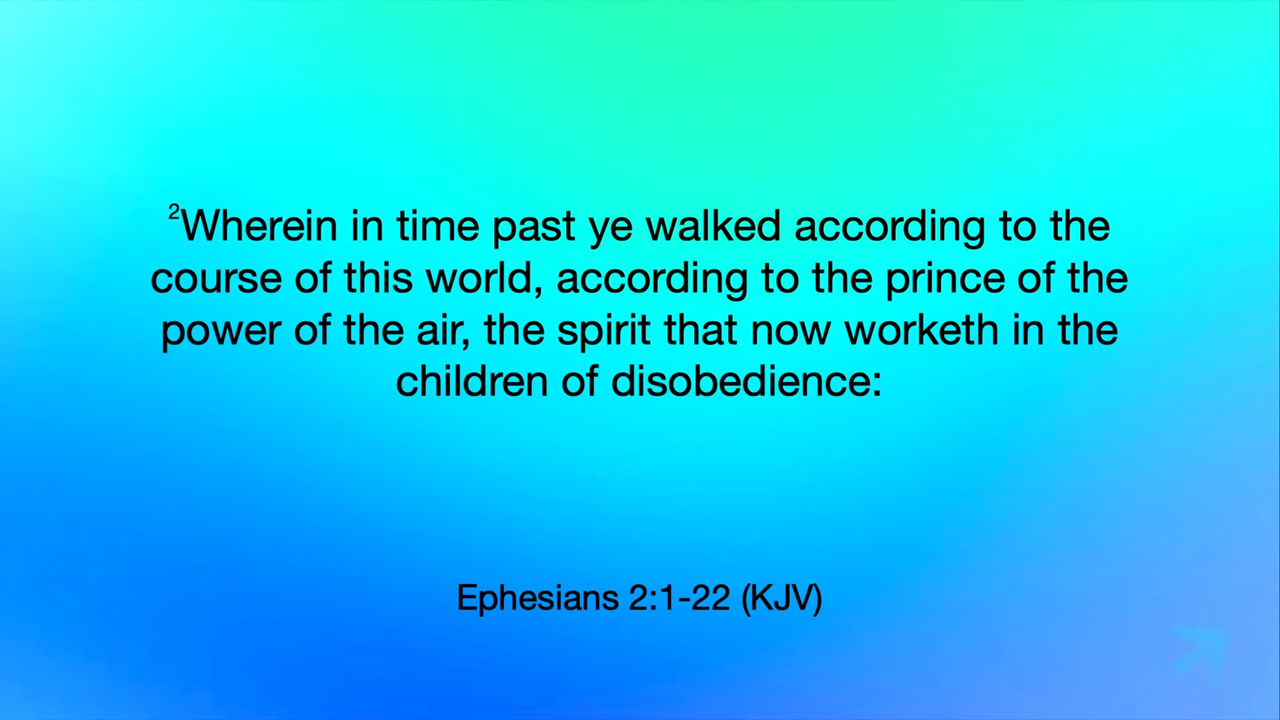 ²Wherein in time past ye walked according to the
course of this world, according to the prince of the
power of the air, the spirit that now worketh in the
children of disobedience:
Ephesians 2:1-22 (KJV)